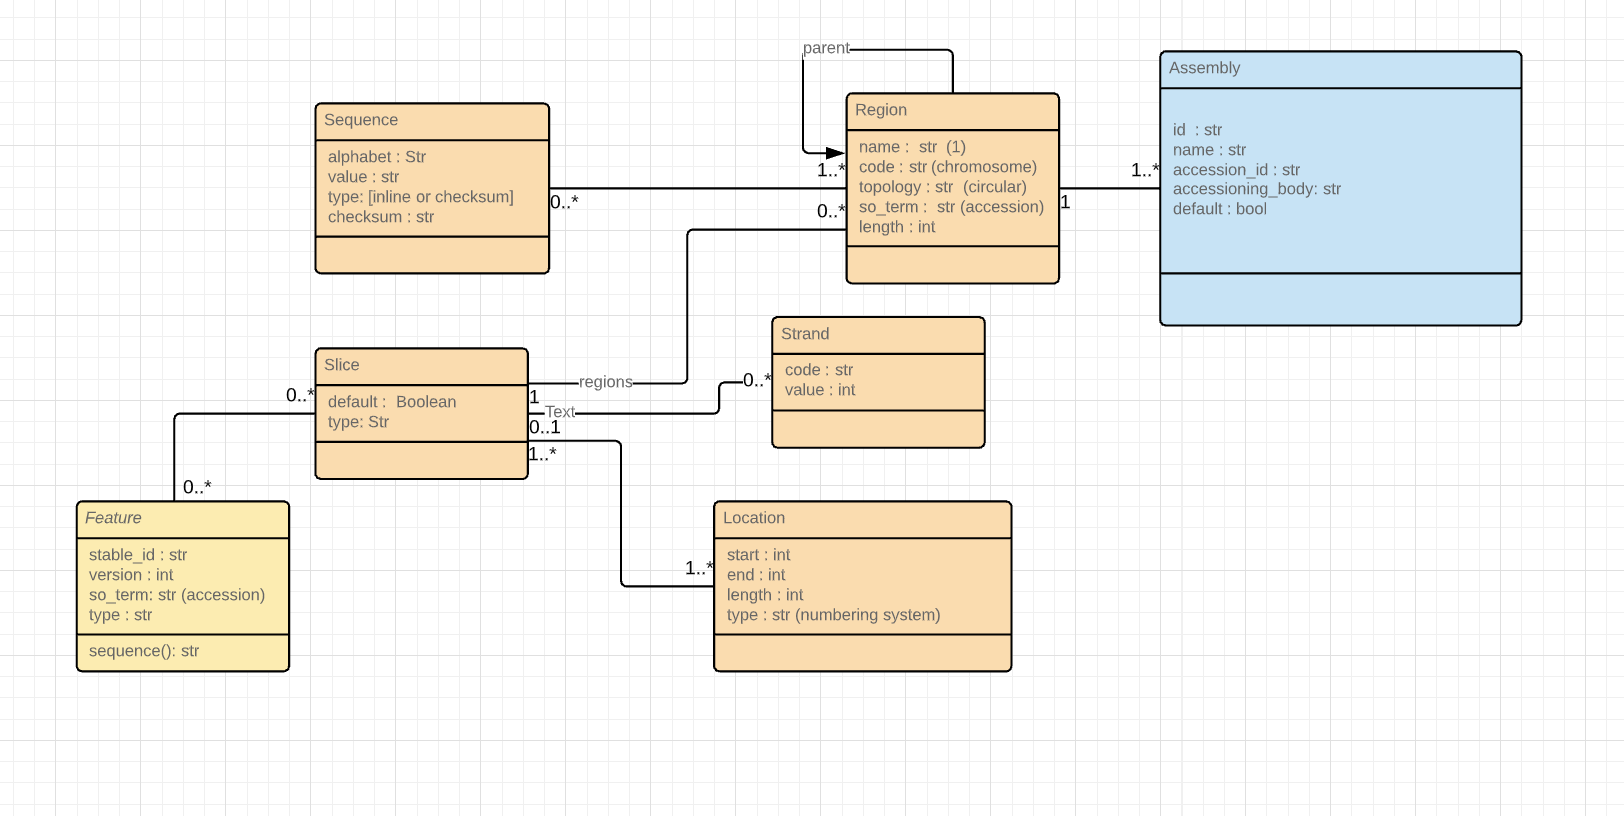 parent
Assembly
id  : str
name : str
accession_id : str
accessioning_body: str
default : bool
Region
name :  str  (1)
code : str (chromosome)
topology : str  (circular)
so_term :  str (accession)
length : int
Sequence
alphabet : Str
value : str
type: [inline or checksum]
checksum : str
1..*
0..*
0..*
1
1..*
Strand
code : str
value : int
Slice
default :  Boolean
type: Str
regions
1
Text
0..1
1..*
0..*
0..*
0..*
1..*
Feature
stable_id : str
version : int
so_term: str (accession)
type : str
sequence(): str
Location
start : int
end : int
length : int
type : str (numbering system)